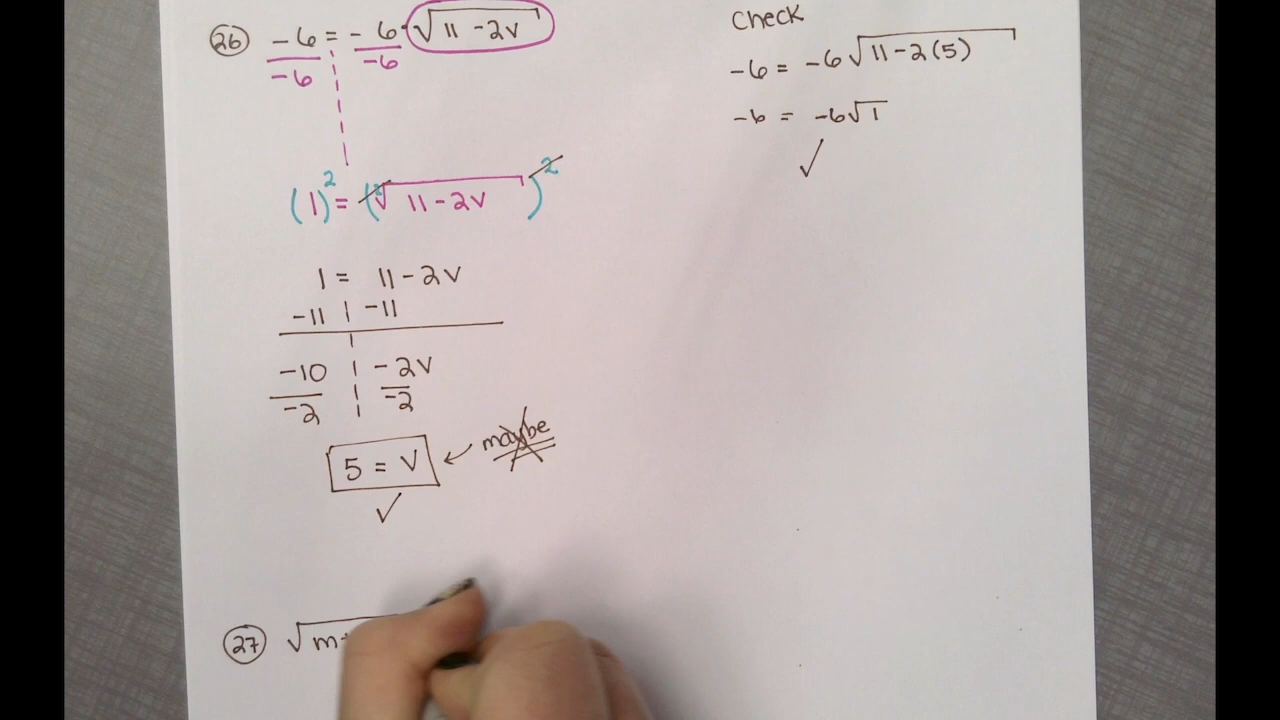 26 -6 = -6 · √11 - 2v
-6 -6
(1)² = (√11 - 2v)²
1 = 11 - 2v
-11 | -11
-10 | -2v
-2 | -2
5 = v ← maybe
✓
27 √m+
Check
-6 = -6√11 - 2(5)
-6 = -6√1
✓